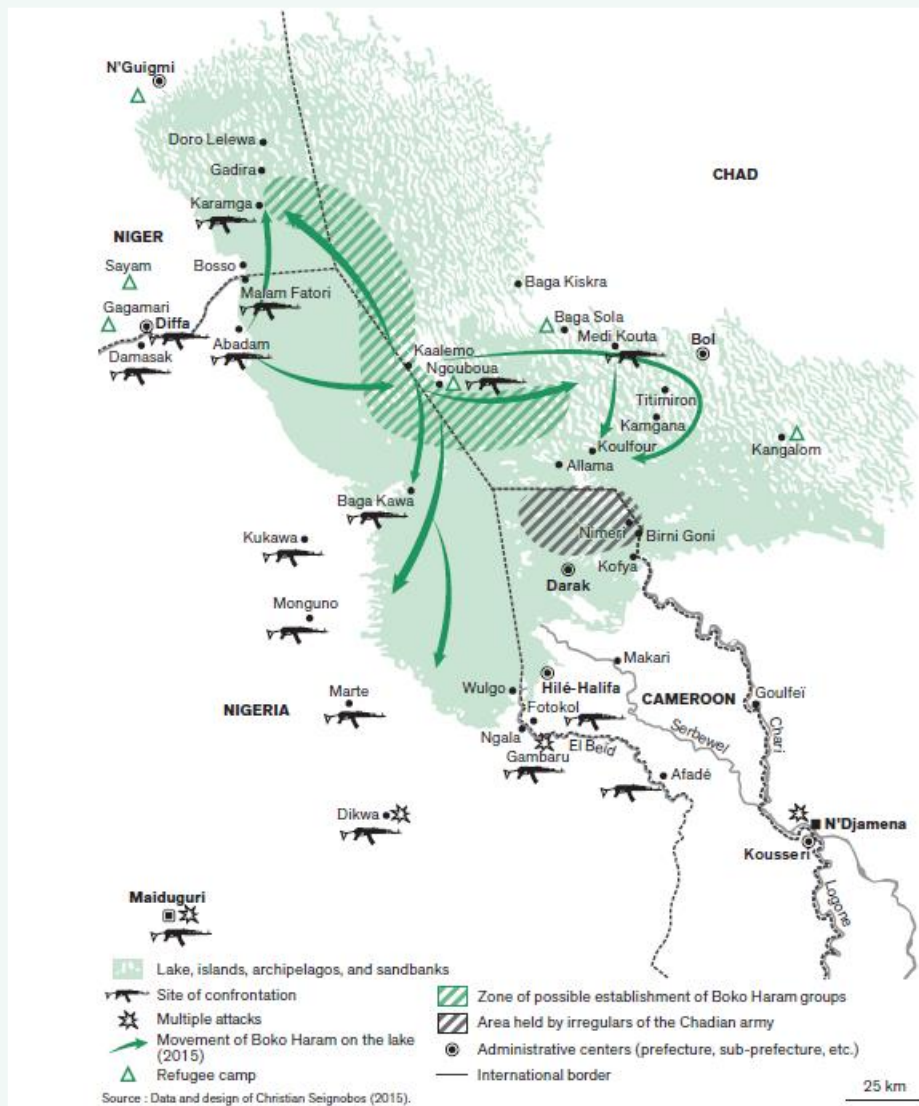 N'Guigmi
Doro Lelewa
Gadira
CHAD
Karamga
NIGER
Sayam
Bosso
Baga Kiskra
Malam Fatori
Gagamari
Diffa
Baga Sola
Medi Kouta
Bol
Damasak
Abadam
Kaalemo
Ngouboua
Titimiron
Kamgana
Koulfour
Kangalom
Allama
Baga Kawa
Nimeri
Birni Goni
Kukawa
Kofya
Darak
Monguno
Makari
Wulgo
Hilé-Halifa
CAMEROON
Goulfeï
NIGERIA
Marte
Fotokol
Serbewel
Chari
Ngala
Gambaru
El Beïd
Afadé
Dikwa
N'Djamena
Kousseri
Logone
Maiduguri
Lake, islands, archipelagos, and sandbanks
Site of confrontation
Multiple attacks
Movement of Boko Haram on the lake
(2015)
Refugee camp
Zone of possible establishment of Boko Haram groups
Area held by irregulars of the Chadian army
Administrative centers (prefecture, sub-prefecture, etc.)
International border
25 km
Source : Data and design of Christian Seignobos (2015).